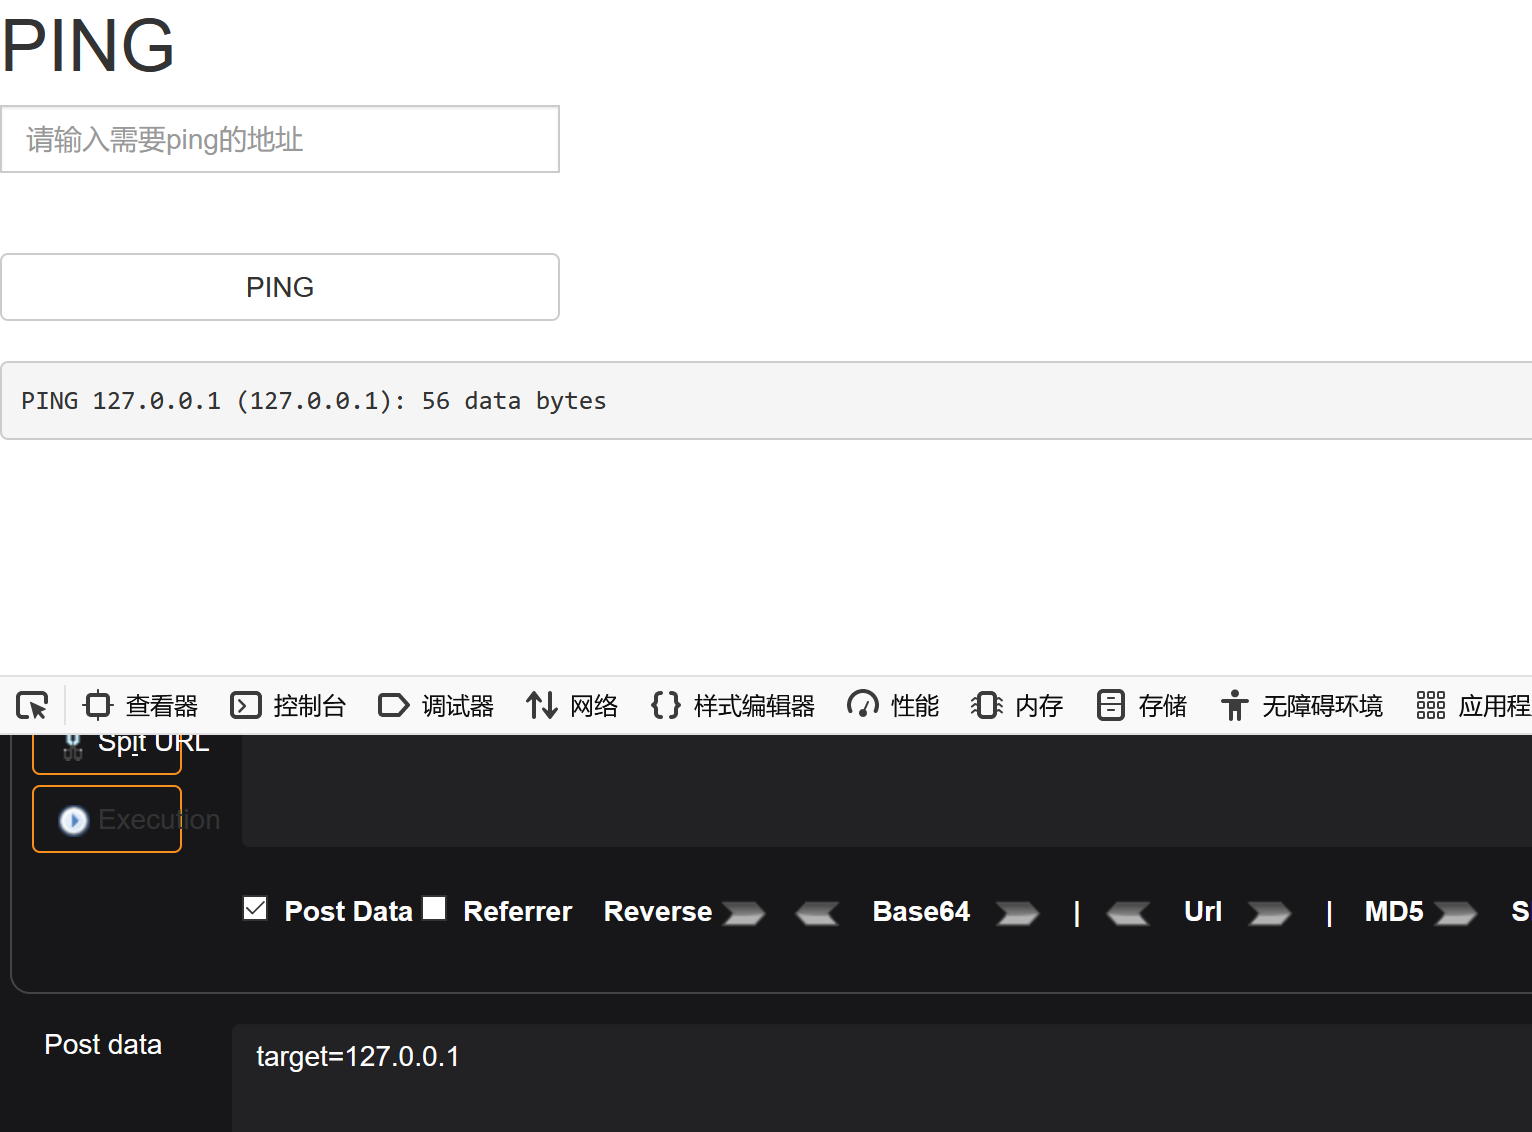 PING
请输入需要ping的地址
PING
PING 127.0.0.1 (127.0.0.1): 56 data bytes
查看器 控制台 调试器 网络 {} 样式编辑器 性能 内存 存储 无障碍环境 应用程
Spit URL
Execution
Post Data Referrer Reverse Base64 | Url | MD5 S
Post data target=127.0.0.1